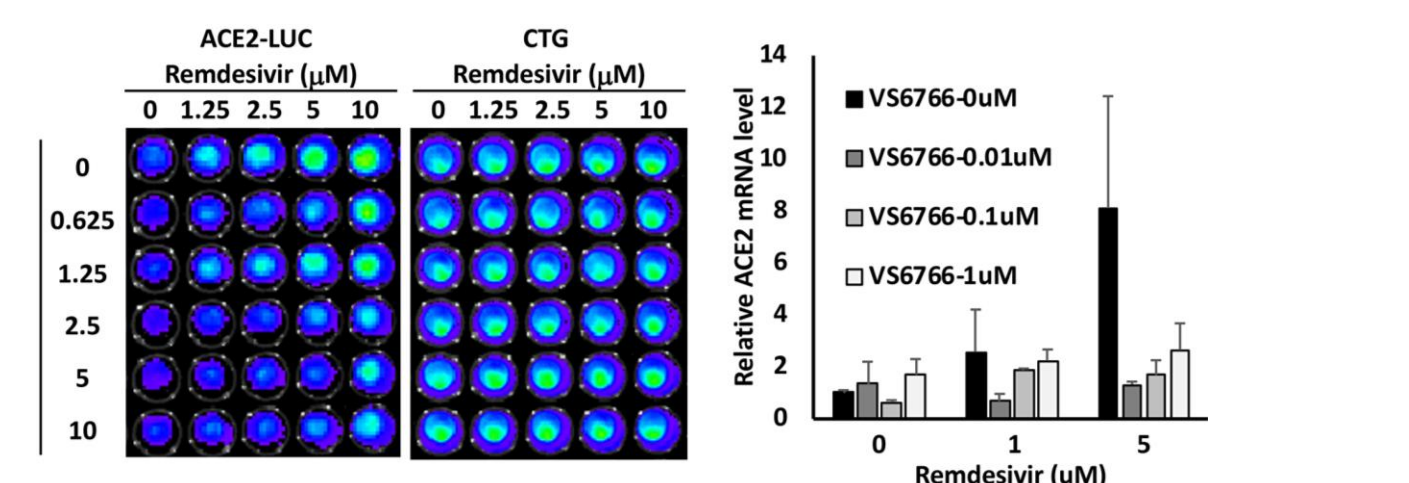 ACE2-LUC
Remdesivir (μM)
0 1.25 2.5 5 10
CTG
Remdesivir (μM)
0 1.25 2.5 5 10
0
0.625
1.25
2.5
5
10
Relative ACE2 mRNA level
14
12
10
8
6
4
2
0
VS6766-0uM
VS6766-0.01uM
VS6766-0.1uM
VS6766-1uM
0 1 5
Remdesivir (uM)